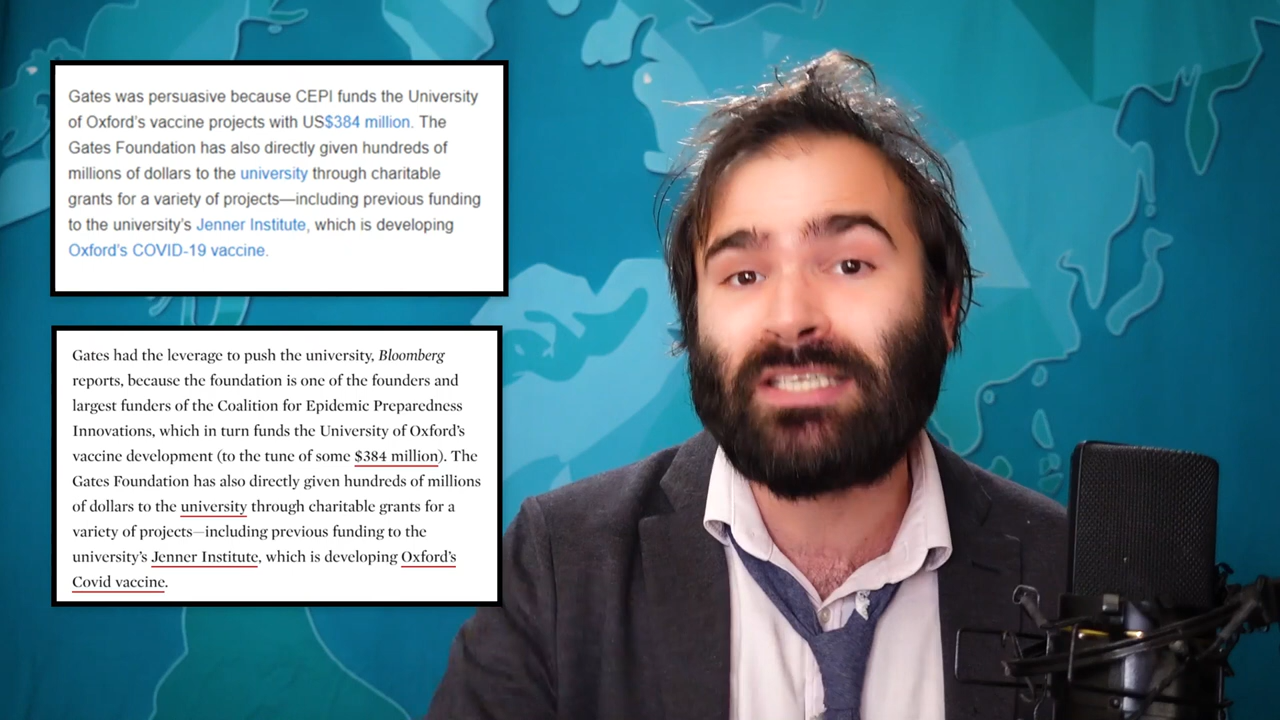 Gates was persuasive because CEPI funds the University
of Oxford's vaccine projects with US$384 million. The
Gates Foundation has also directly given hundreds of
millions of dollars to the university through charitable
grants for a variety of projects—including previous funding
to the university's Jenner Institute, which is developing
Oxford's COVID-19 vaccine.
Gates had the leverage to push the university, Bloomberg
reports, because the foundation is one of the founders and
largest funders of the Coalition for Epidemic Preparedness
Innovations, which in turn funds the University of Oxford's
vaccine development (to the tune of some $384 million). The
Gates Foundation has also directly given hundreds of millions
of dollars to the university through charitable grants for a
variety of projects—including previous funding to the
university's Jenner Institute, which is developing Oxford's
Covid vaccine.